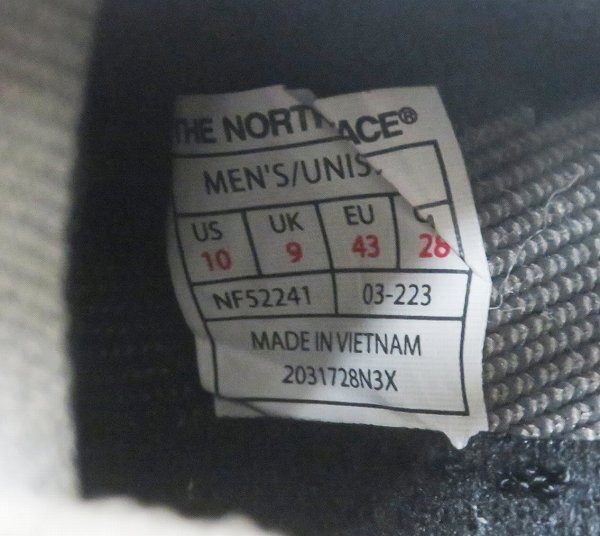 THE NORTH FACE®
MEN'S/UNIS
US UK EU
10 9 43 28
NF52241 03-223
MADE IN VIETNAM
2031728N3X